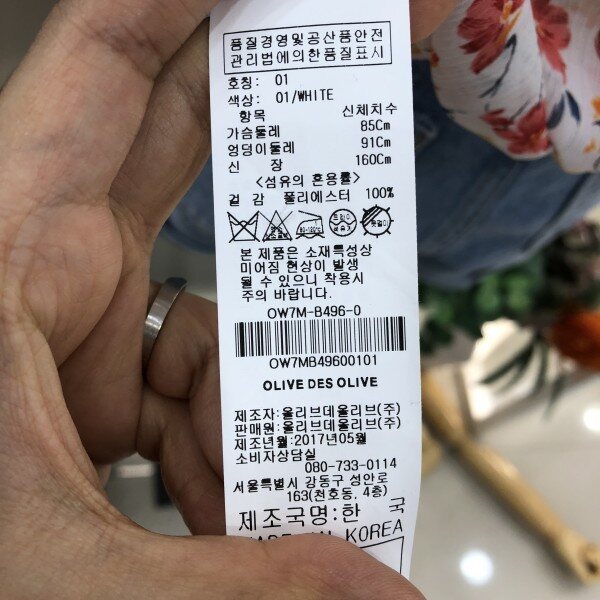 품질경영및공산품안전
관리법에의한품질표시
호칭: 01
색상: 01/WHITE
항목 신체치수
가슴둘레 85Cm
엉덩이둘레 91Cm
신 장 160Cm
<섬유의 혼용률>
겉 감 폴리에스터 100%
본 제품은 소재특성상
미어짐 현상이 발생
될 수 있으니 착용시
주의 바랍니다.
OW7M-B496-0
OW7MB49600101
OLIVE DES OLIVE
제조자:올리브데올리브(주)
판매원:올리브데올리브(주)
제조년월:2017년05월
소비자상담실
080-733-0114
서울특별시 강동구 성안로
163(천호동, 4층)
제조국명:한 국
KOREA